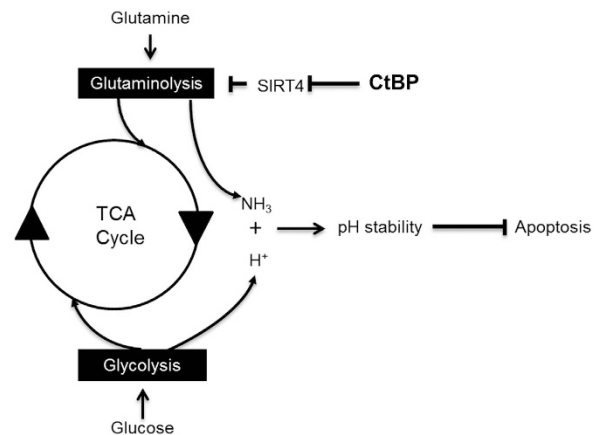 Glutamine
Glutaminolysis
SIRT4
CtBP
TCA
Cycle
NH₃
+
H⁺
pH stability
Apoptosis
Glycolysis
Glucose